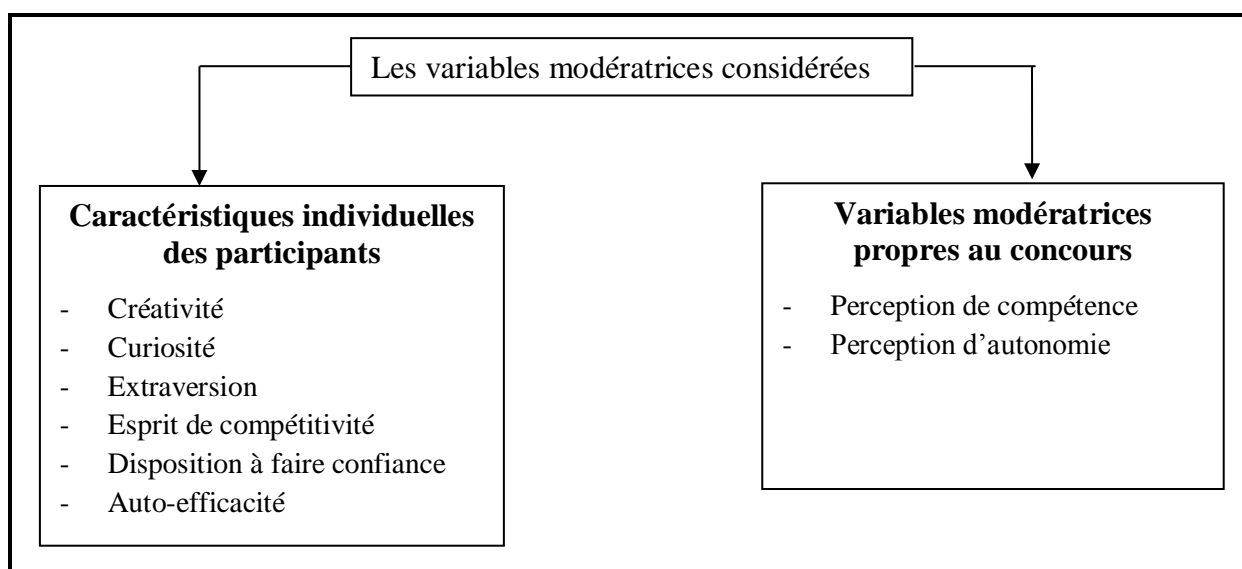 Les variables modératrices considérées
Caractéristiques individuelles
des participants
- Créativité
- Curiosité
- Extraversion
- Esprit de compétitivité
- Disposition à faire confiance
- Auto-efficacité
Variables modératrices
propres au concours
- Perception de compétence
- Perception d’autonomie